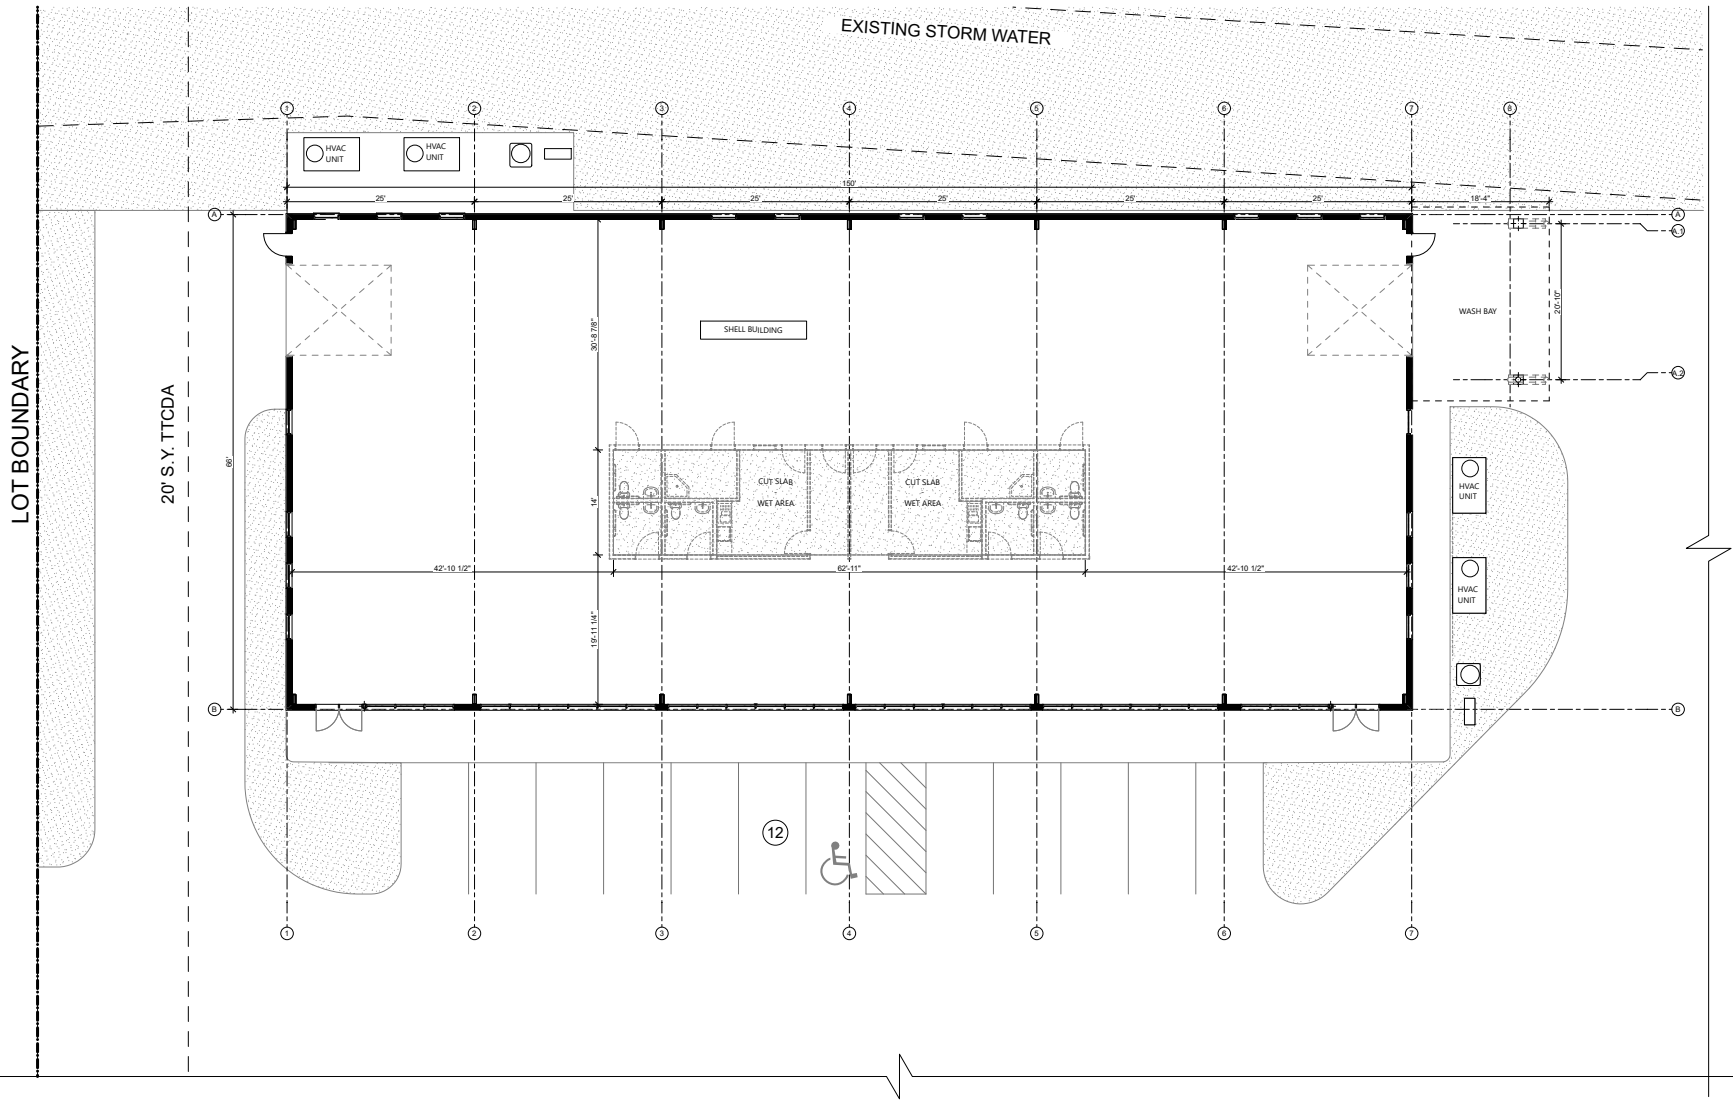 EXISTING STORM WATER
1
2
3
4
5
6
7
8
HVAC
UNIT
HVAC
UNIT
150'
25'
25'
25'
25'
25'
25'
18'-4"
A
A
A.1
SHELL BUILDING
WASH BAY
20'-10"
30'-8 7/8"
A.2
LOT BOUNDARY
20' S.Y. TTCDA
66'
CUT SLAB
WET AREA
CUT SLAB
WET AREA
14'
HVAC
UNIT
42'-10 1/2"
62'-11"
42'-10 1/2"
HVAC
UNIT
19'-11 1/4"
B
B
12
1
2
3
4
5
6
7